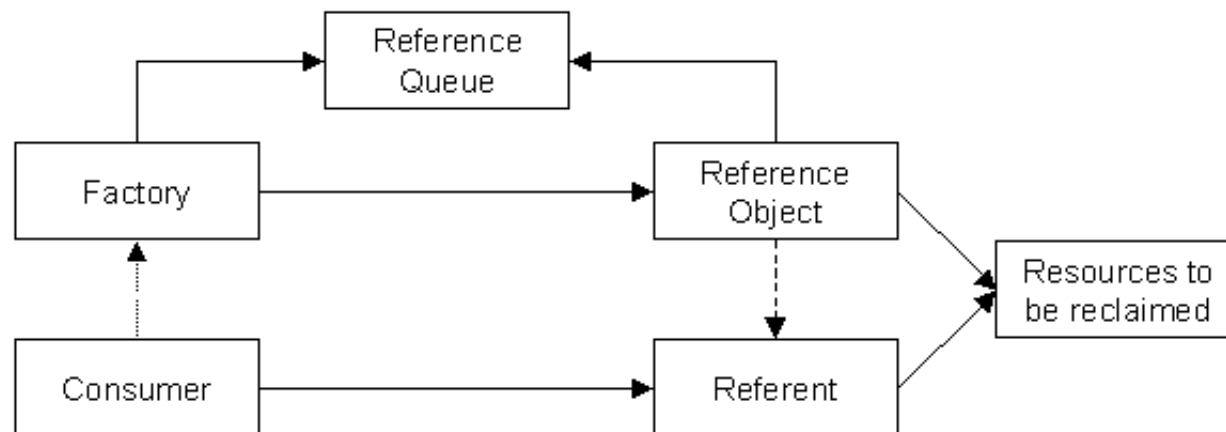 Reference
Queue
Factory
Reference
Object
Resources to
be reclaimed
Consumer
Referent